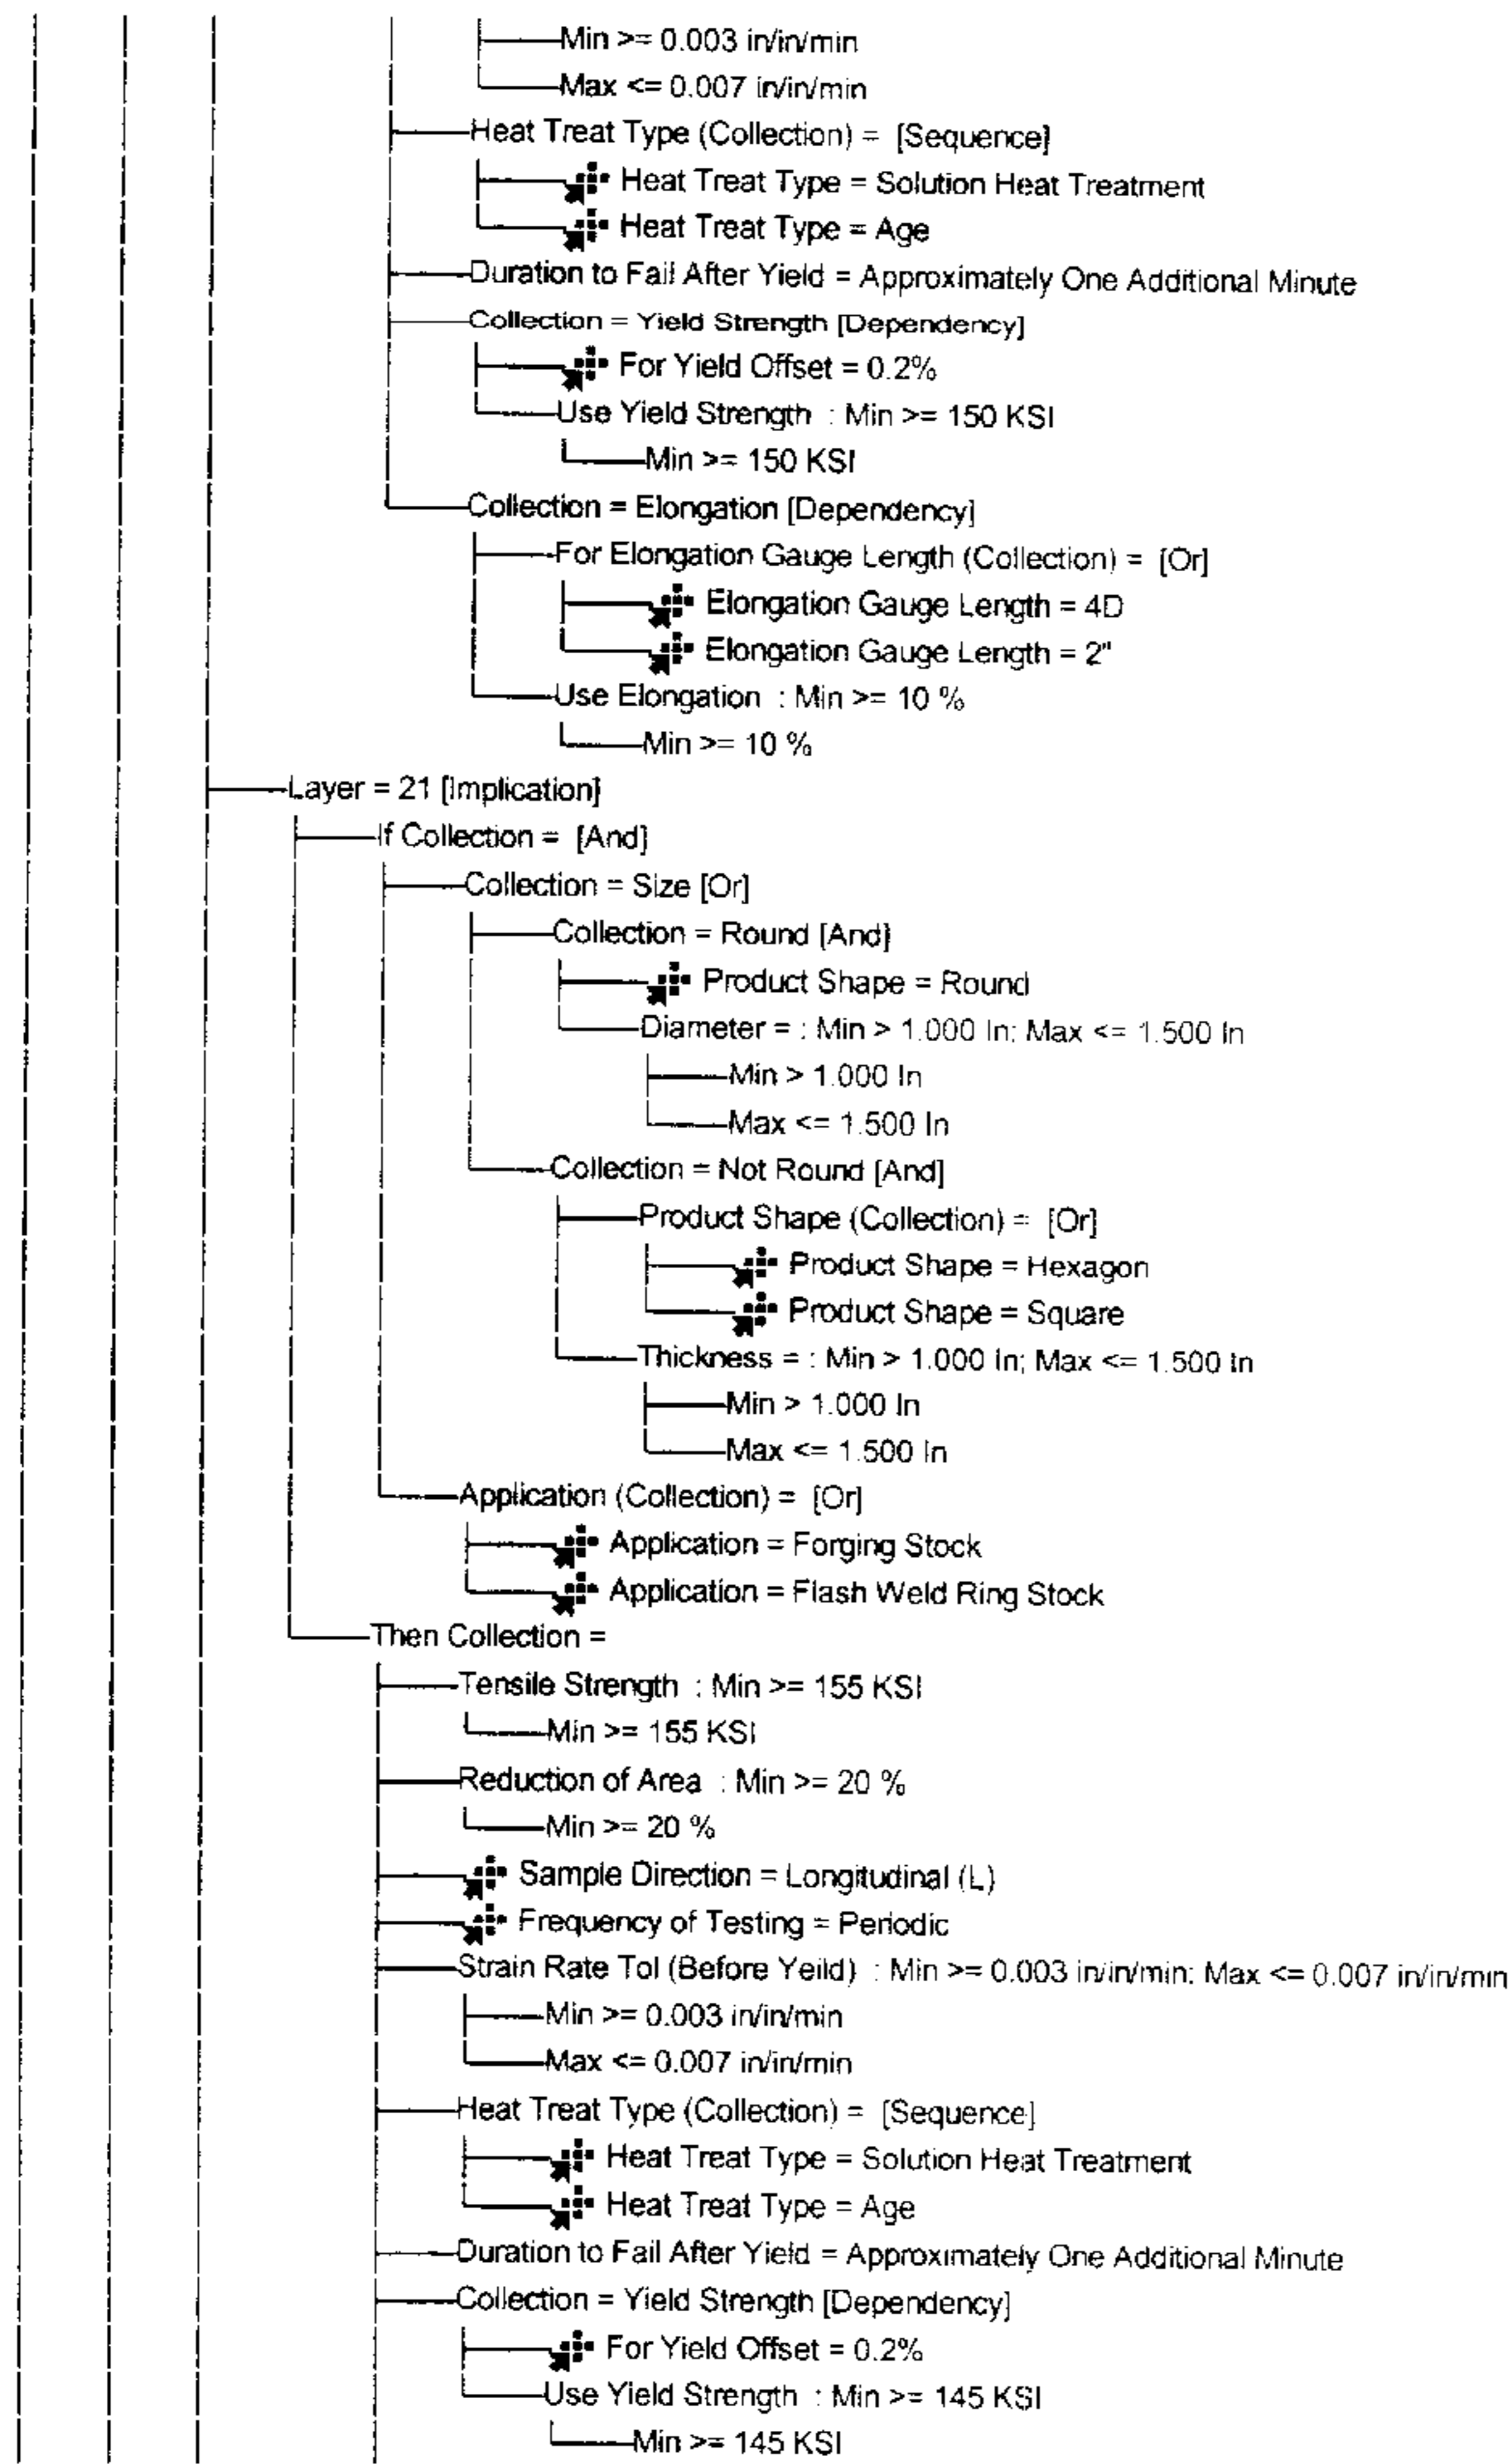 Min >= 0.003 in/in/min
Max <= 0.007 in/in/min
Heat Treat Type (Collection) = [Sequence]
Heat Treat Type = Solution Heat Treatment
Heat Treat Type = Age
Duration to Fail After Yield = Approximately One Additional Minute
Collection = Yield Strength [Dependency]
For Yield Offset = 0.2%
Use Yield Strength : Min >= 150 KSI
Min >= 150 KSI
Collection = Elongation [Dependency]
For Elongation Gauge Length (Collection) = [Or]
Elongation Gauge Length = 4D
Elongation Gauge Length = 2"
Use Elongation : Min >= 10 %
Min >= 10 %
Layer = 21 [Implication]
If Collection = [And]
Collection = Size [Or]
Collection = Round [And]
Product Shape = Round
Diameter = : Min > 1.000 In; Max <= 1.500 In
Min > 1.000 In
Max <= 1.500 In
Collection = Not Round [And]
Product Shape (Collection) = [Or]
Product Shape = Hexagon
Product Shape = Square
Thickness = : Min > 1.000 In; Max <= 1.500 In
Min > 1.000 In
Max <= 1.500 In
Application (Collection) = [Or]
Application = Forging Stock
Application = Flash Weld Ring Stock
Then Collection =
Tensile Strength : Min >= 155 KSI
Min >= 155 KSI
Reduction of Area : Min >= 20 %
Min >= 20 %
Sample Direction = Longitudinal (L)
Frequency of Testing = Periodic
Strain Rate Tol (Before Yeild) : Min >= 0.003 in/in/min; Max <= 0.007 in/in/min
Min >= 0.003 in/in/min
Max <= 0.007 in/in/min
Heat Treat Type (Collection) = [Sequence]
Heat Treat Type = Solution Heat Treatment
Heat Treat Type = Age
Duration to Fail After Yield = Approximately One Additional Minute
Collection = Yield Strength [Dependency]
For Yield Offset = 0.2%
Use Yield Strength : Min >= 145 KSI
Min >= 145 KSI